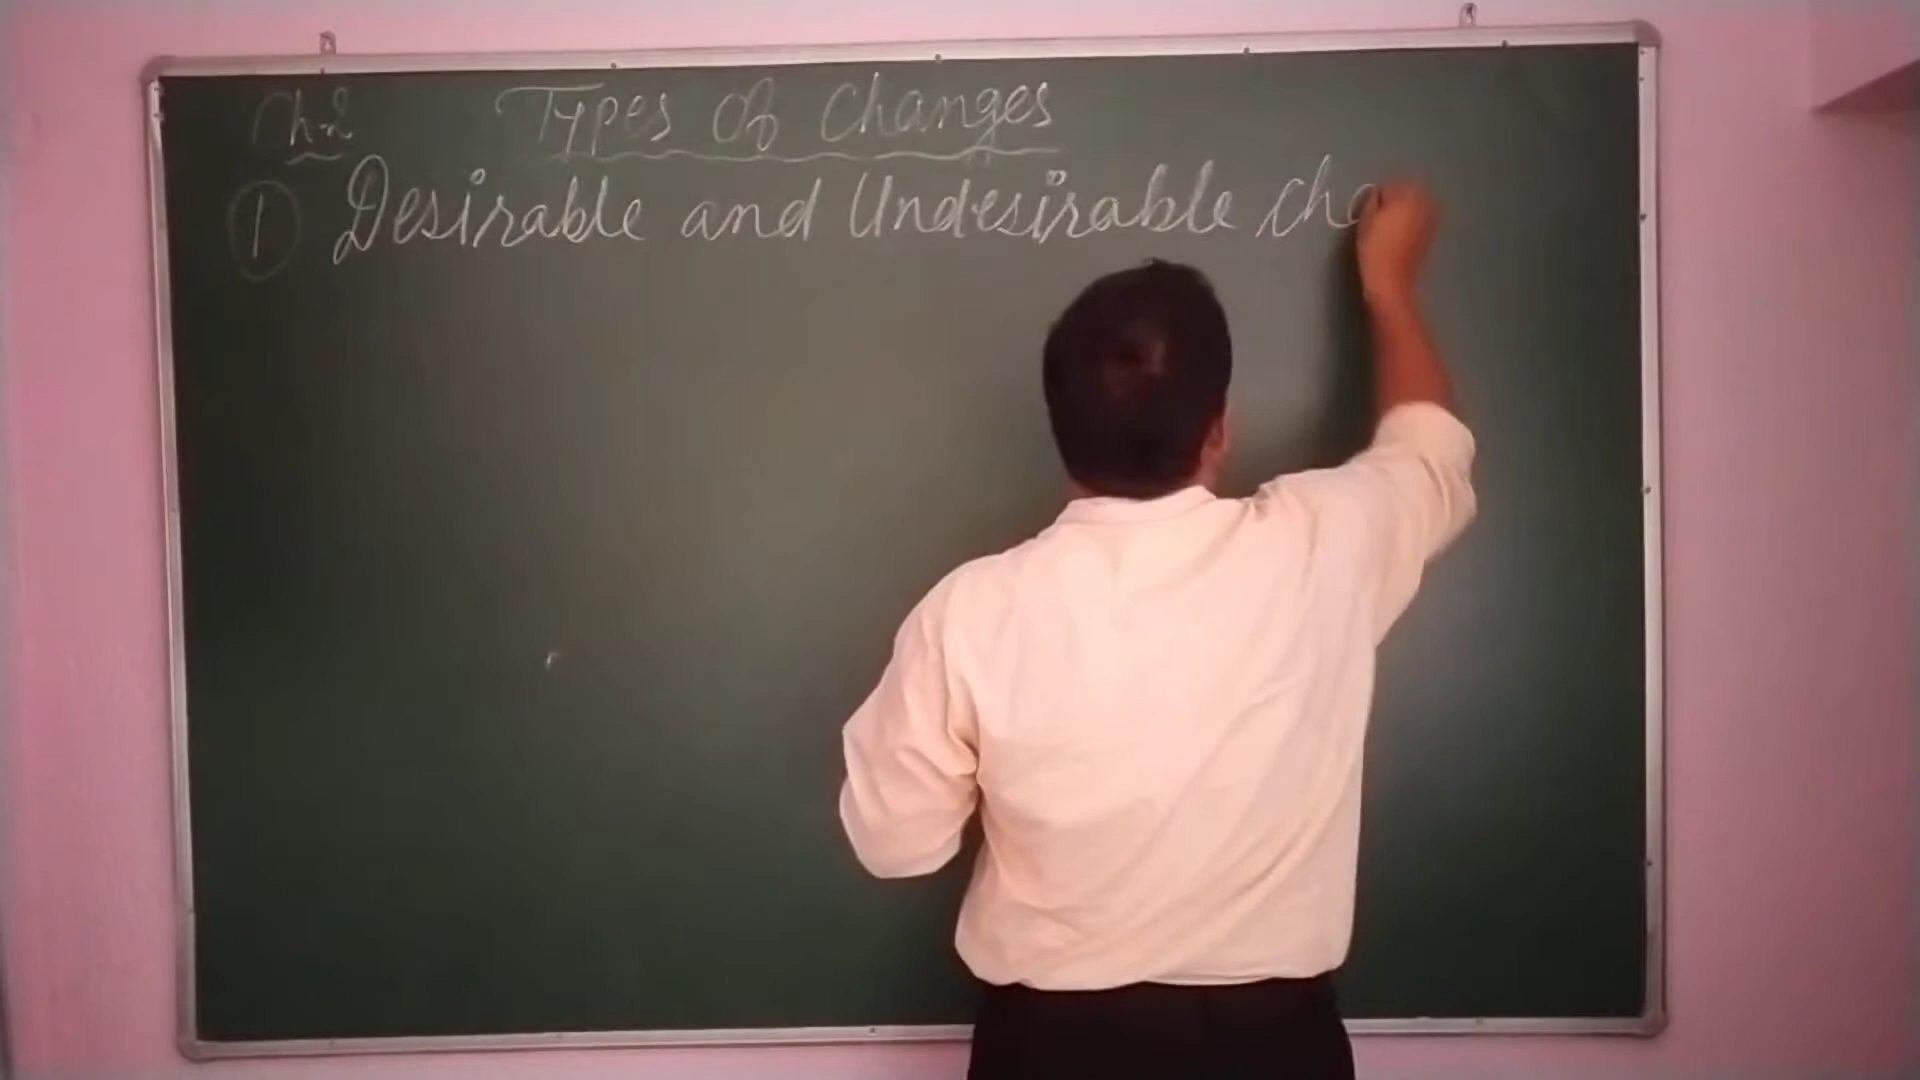 Ch-2 Types of Changes
① Desirable and Undesirable cha